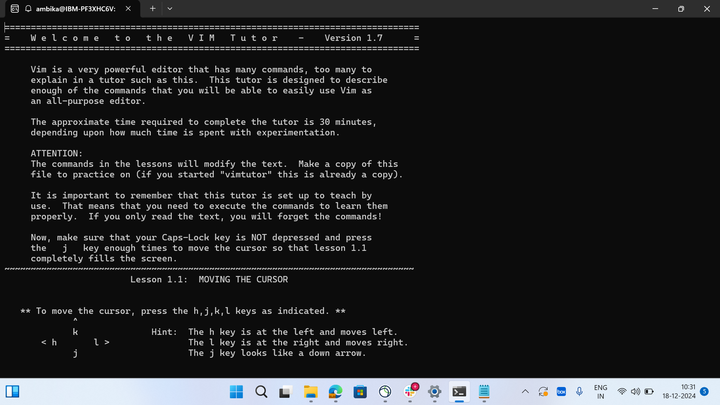 ambika@IBM-PF3XHC6V:
===============================================================================
=    W e l c o m e   t o   t h e   V I M   T u t o r    -    Version 1.7      =
===============================================================================
Vim is a very powerful editor that has many commands, too many to
explain in a tutor such as this.  This tutor is designed to describe
enough of the commands that you will be able to easily use Vim as
an all-purpose editor.
The approximate time required to complete the tutor is 30 minutes,
depending upon how much time is spent with experimentation.
ATTENTION:
The commands in the lessons will modify the text.  Make a copy of this
file to practice on (if you started "vimtutor" this is already a copy).
It is important to remember that this tutor is set up to teach by
use.  That means that you need to execute the commands to learn them
properly.  If you only read the text, you will forget the commands!
Now, make sure that your Caps-Lock key is NOT depressed and press
the   j   key enough times to move the cursor so that lesson 1.1
completely fills the screen.
~~~~~~~~~~~~~~~~~~~~~~~~~~~~~~~~~~~~~~~~~~~~~~~~~~~~~~~~~~~~~~~~~~~~~~~~~~~~~~
Lesson 1.1:  MOVING THE CURSOR
** To move the cursor, press the h,j,k,l keys as indicated. **
^
k              Hint:  The h key is at the left and moves left.
< h       l >               The l key is at the right and moves right.
j                     The j key looks like a down arrow.
ENG
IN
10:31
18-12-2024